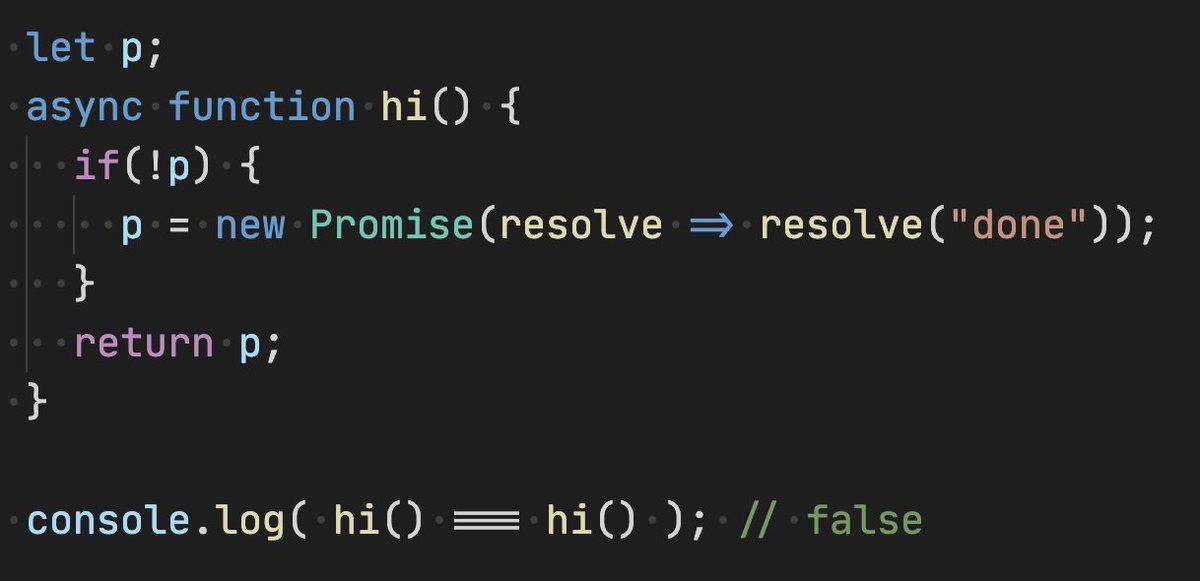 let p;
async function hi() {
  if(!p) {
    p = new Promise(resolve => resolve("done"));
  }
  return p;
}

console.log( hi() === hi() ); // false